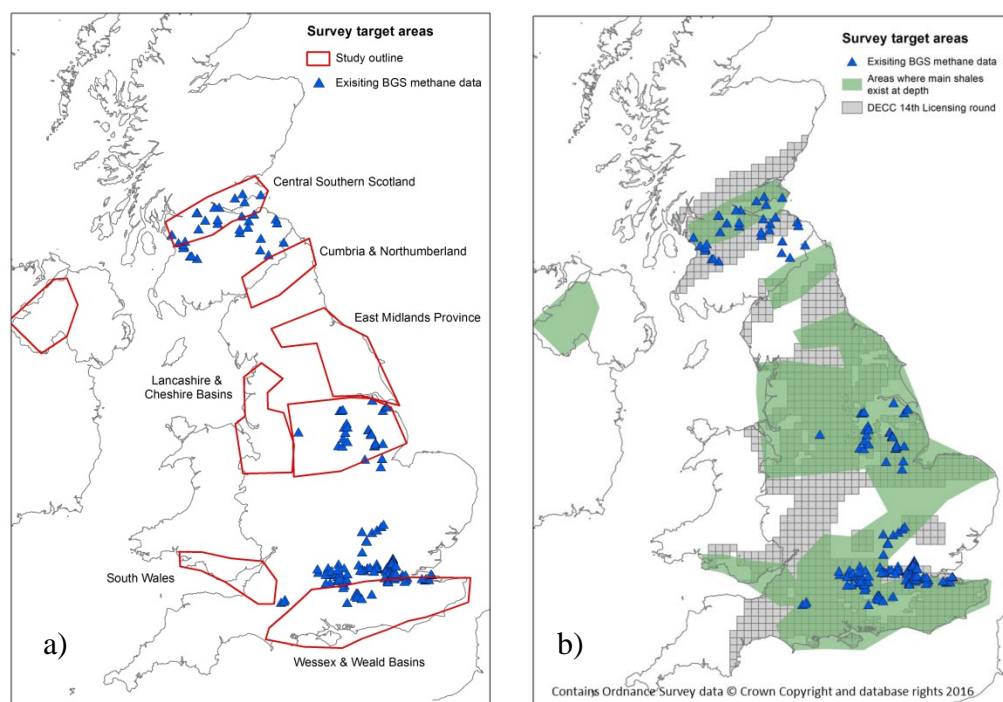 Survey target areas
Study outline
Exisiting BGS methane data
Central Southern Scotland
Cumbria & Northumberland
East Midlands Province
Lancashire &
Cheshire Basins
South Wales
Wessex & Weald Basins
a)
Survey target areas
Exisiting BGS methane data
Areas where main shales
exist at depth
DECC 14th Licensing round
b)
Contains Ordnance Survey data © Crown Copyright and database rights 2016